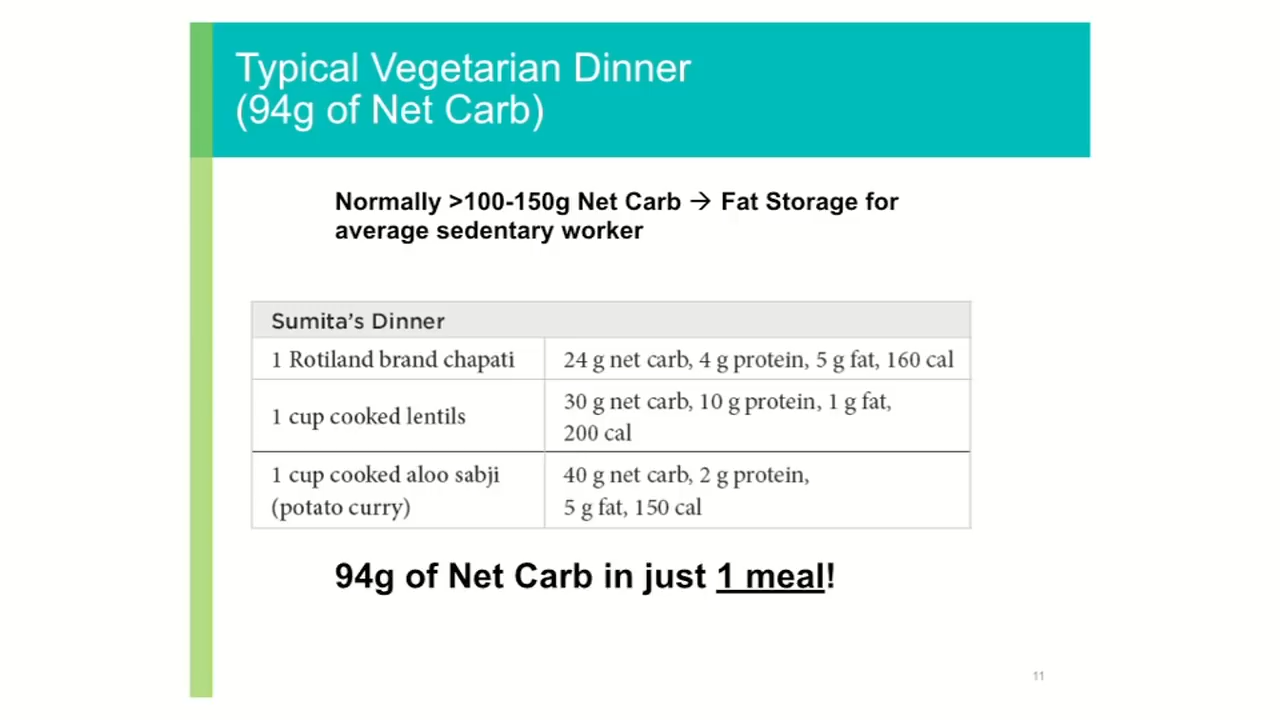 Typical Vegetarian Dinner
(94g of Net Carb)
Normally >100-150g Net Carb → Fat Storage for
average sedentary worker
Sumita's Dinner
1 Rotiland brand chapati
24 g net carb, 4 g protein, 5 g fat, 160 cal
1 cup cooked lentils
30 g net carb, 10 g protein, 1 g fat,
200 cal
1 cup cooked aloo sabji
(potato curry)
40 g net carb, 2 g protein,
5 g fat, 150 cal
94g of Net Carb in just 1 meal!
11